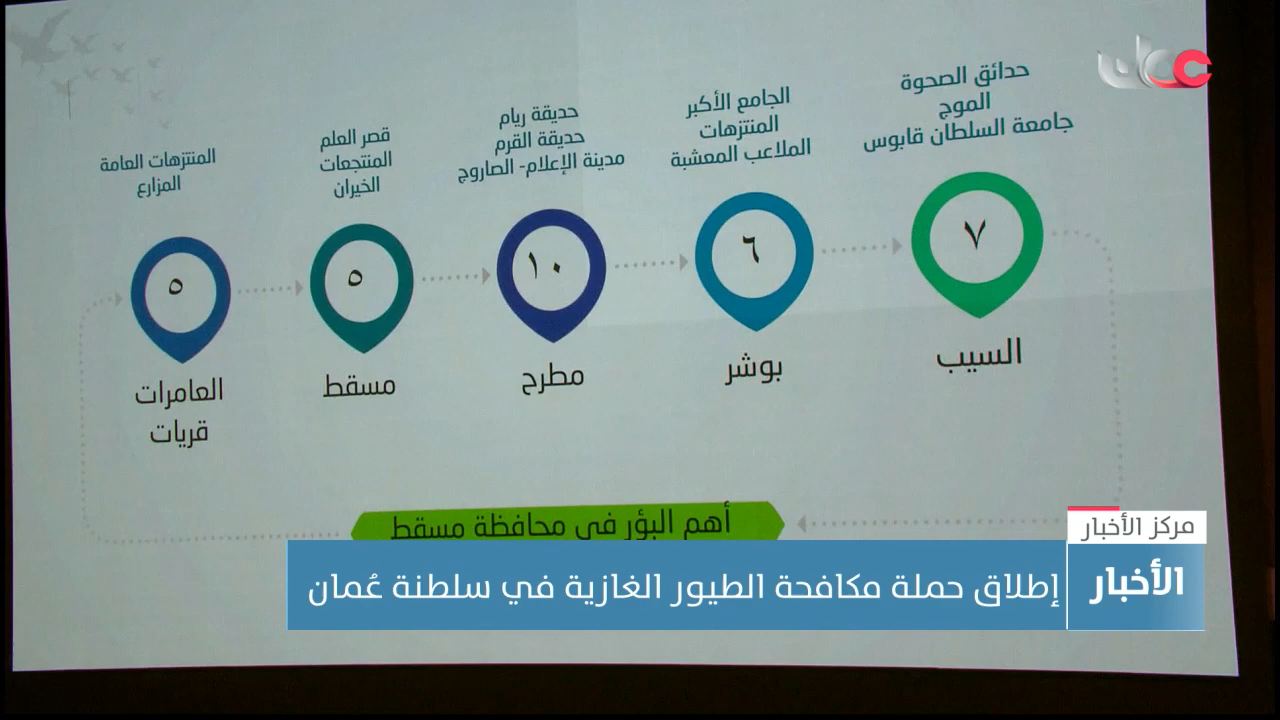 عمان
حدائق الصحوة
الموج
جامعة السلطان قابوس
٧
السيب
الجامع الأكبر
المنتزهات
الملاعب المعشبة
٦
بوشر
حديقة ريام
حديقة القرم
مدينة الإعلام- الصاروج
١٠
مطرح
قصر العلم
المنتجعات
الخيران
٥
مسقط
المنتزهات العامة
المزارع
٥
العامرات
قريات
أهم البؤر في محافظة مسقط
مركز الأخبار
الأخبار
إطلاق حملة مكافحة الطيور الغازية في سلطنة عُمان